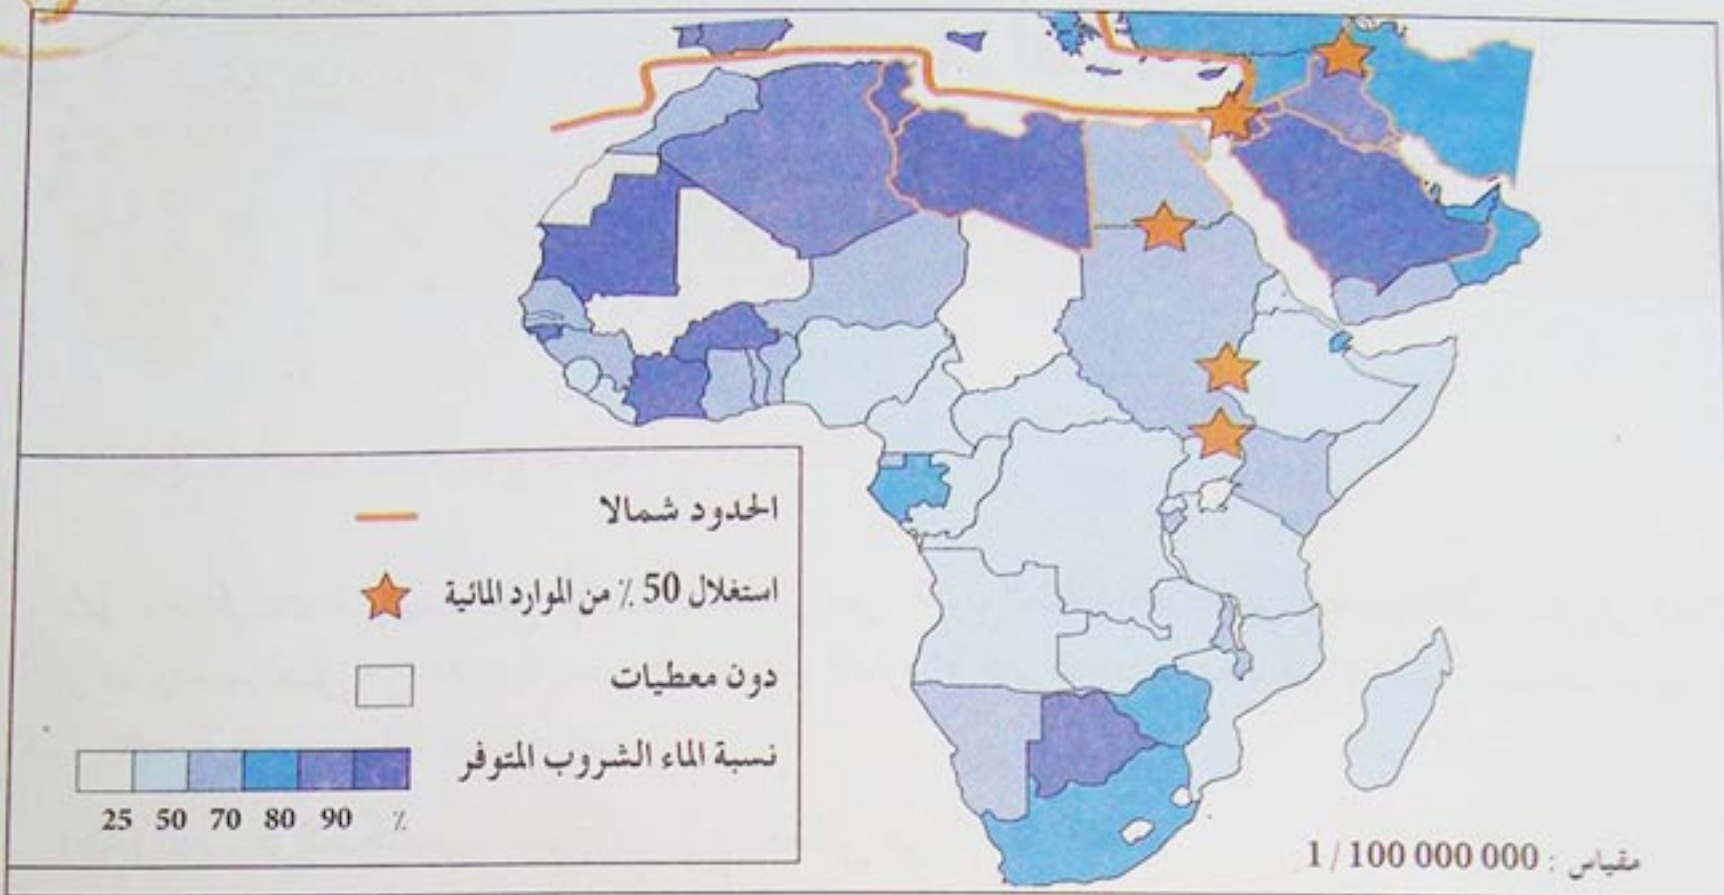 الحدود شمالا
استغلال 50 ٪ من الموارد المائية
دون معطيات
نسبة الماء الشروب المتوفر
25 50 70 80 90 ٪
مقياس : 1 / 100 000 000